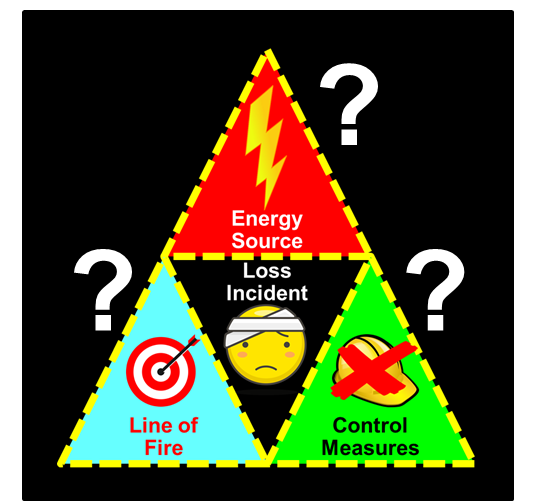 ?
Energy
Source
? ?
Loss
Incident
Line of
Fire
Control
Measures